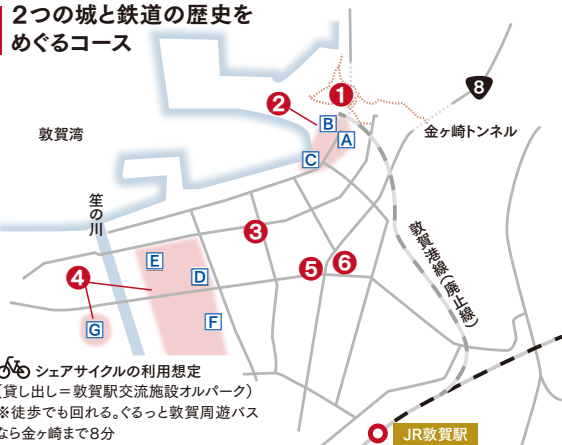 2つの城と鉄道の歴史を
めぐるコース
8
1
2
B
A
金ヶ崎トンネル
敦賀湾
C
笙の川
3
敦賀港線(廃止線)
E
4
D
5
6
F
G
シェアサイクルの利用想定
(貸し出し=敦賀駅交流施設オルパーク)
※徒歩でも回れる。ぐるっと敦賀周遊バス
なら金ヶ崎まで8分
JR敦賀駅